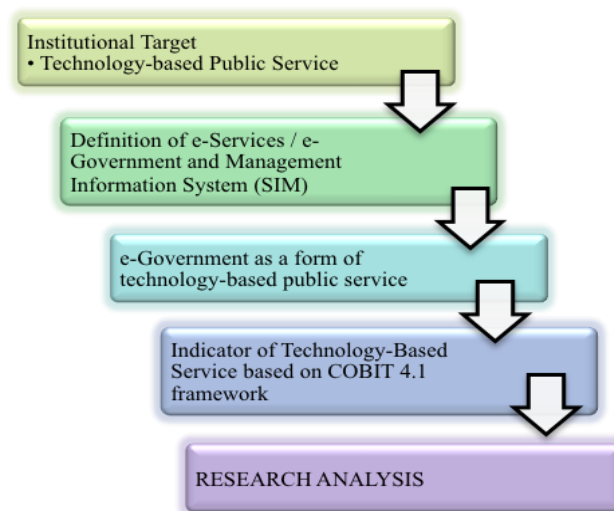 Institutional Target
• Technology-based Public Service
Definition of e-Services / e-
Government and Management
Information System (SIM)
e-Government as a form of
technology-based public service
Indicator of Technology-Based
Service based on COBIT 4.1
framework
RESEARCH ANALYSIS